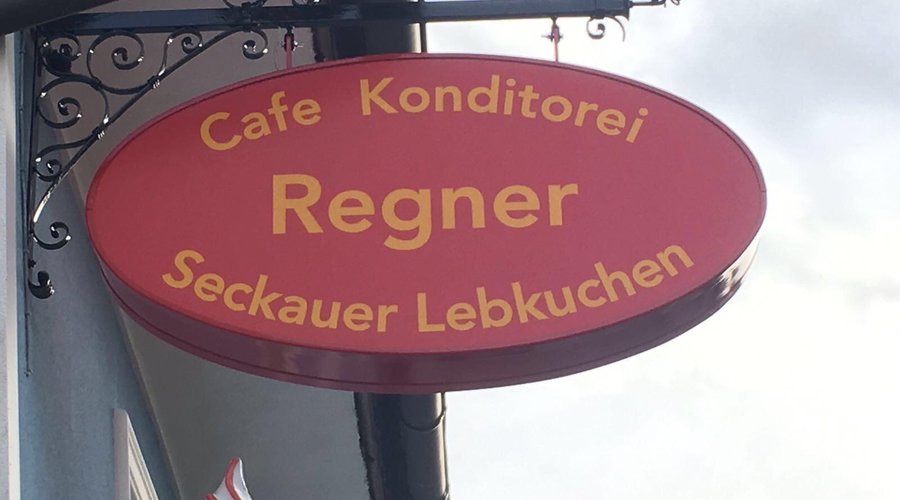 Cafe Konditorei
Regner
Seckauer Lebkuchen